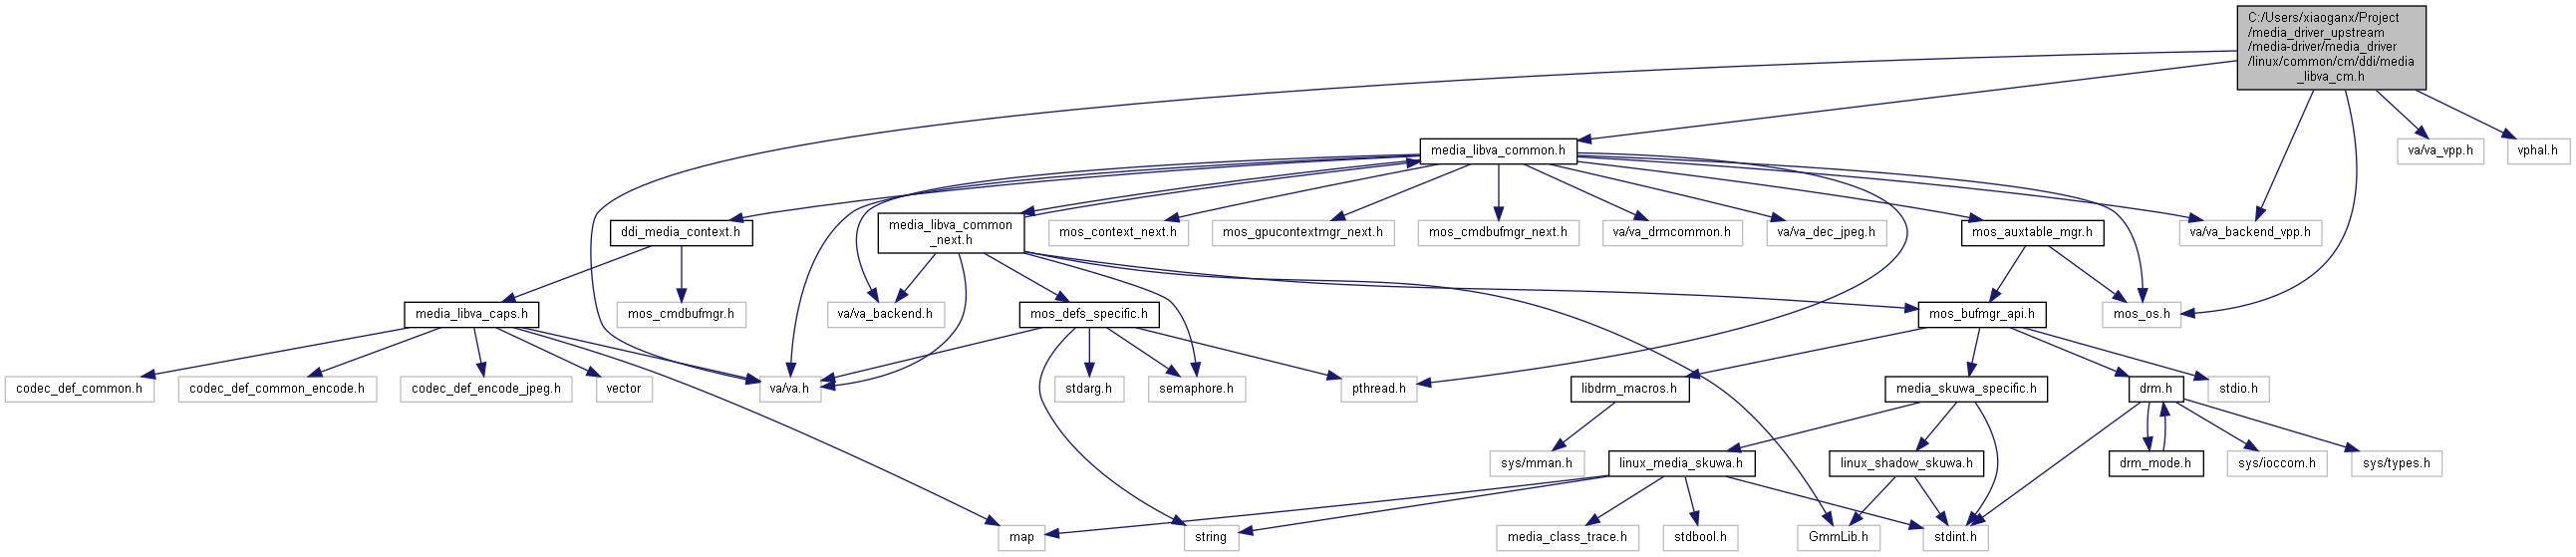 C:/Users/xiaoganx/Project
/media_driver_upstream
/media-driver/media_driver
/linux/common/cm/ddi/media
_libva_cm.h
media_libva_common.h
va/va_vpp.h
vphal.h
ddi_media_context.h
media_libva_common
_next.h
mos_context_next.h
mos_gpucontextmgr_next.h
mos_cmdbufmgr_next.h
va/va_drmcommon.h
va/va_dec_jpeg.h
mos_auxtable_mgr.h
va/va_backend_vpp.h
media_libva_caps.h
mos_cmdbufmgr.h
va/va_backend.h
mos_defs_specific.h
mos_bufmgr_api.h
mos_os.h
codec_def_common.h
codec_def_common_encode.h
codec_def_encode_jpeg.h
vector
va/va.h
stdarg.h
semaphore.h
pthread.h
libdrm_macros.h
media_skuwa_specific.h
drm.h
stdio.h
sys/mman.h
linux_media_skuwa.h
linux_shadow_skuwa.h
drm_mode.h
sys/ioccom.h
sys/types.h
map
string
media_class_trace.h
stdbool.h
GmmLib.h
stdint.h